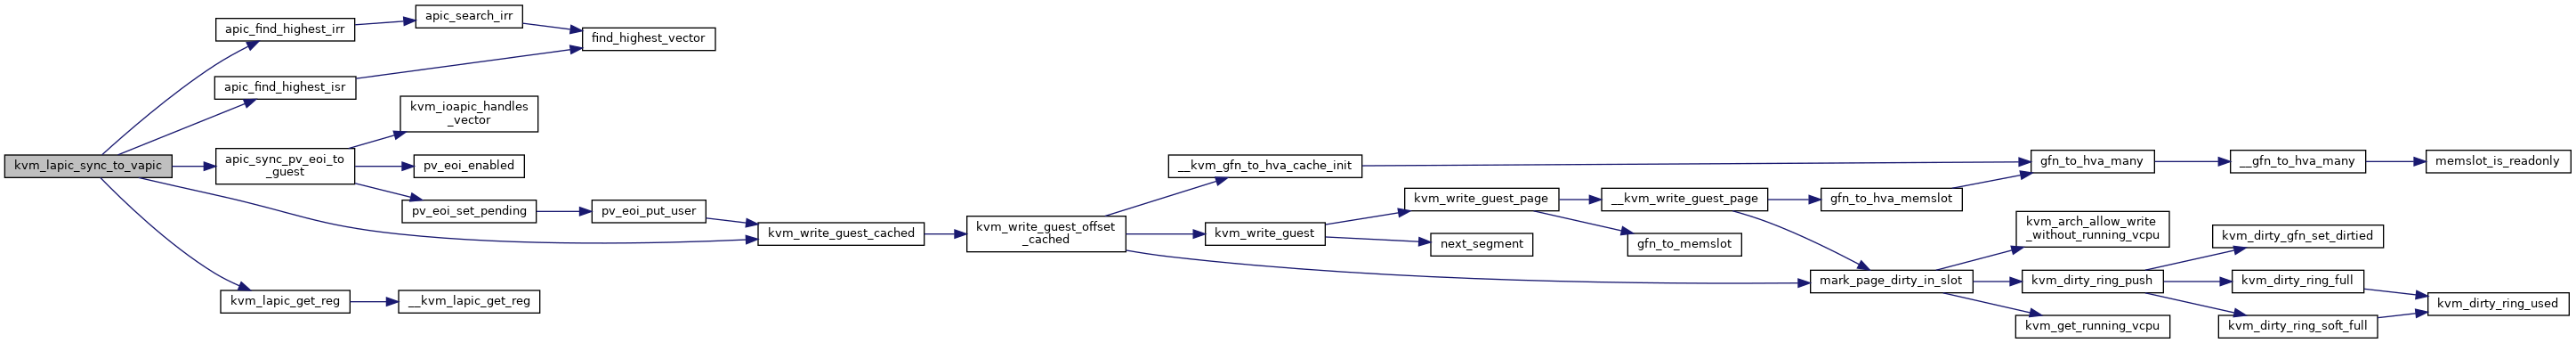 kvm_lapic_sync_to_vapic
apic_find_highest_irr
apic_search_irr
find_highest_vector
apic_find_highest_isr
apic_sync_pv_eoi_to
_guest
kvm_ioapic_handles
_vector
pv_eoi_enabled
pv_eoi_set_pending
pv_eoi_put_user
kvm_write_guest_cached
kvm_write_guest_offset
_cached
__kvm_gfn_to_hva_cache_init
gfn_to_hva_many
__gfn_to_hva_many
memslot_is_readonly
kvm_write_guest
kvm_write_guest_page
__kvm_write_guest_page
gfn_to_hva_memslot
next_segment
gfn_to_memslot
mark_page_dirty_in_slot
kvm_arch_allow_write
_without_running_vcpu
kvm_dirty_ring_push
kvm_dirty_gfn_set_dirtied
kvm_dirty_ring_full
kvm_dirty_ring_used
kvm_dirty_ring_soft_full
kvm_get_running_vcpu
kvm_lapic_get_reg
__kvm_lapic_get_reg